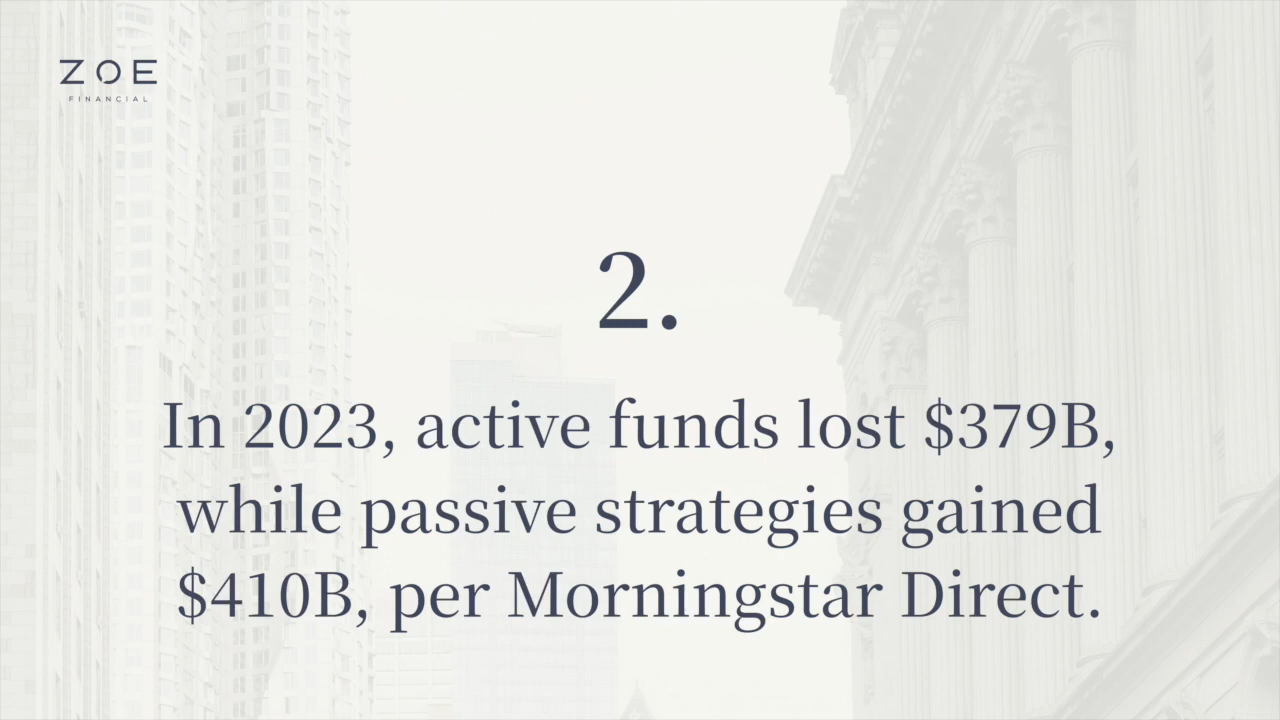 ZOE
FINANCIAL
2.
In 2023, active funds lost $379B,
while passive strategies gained
$410B, per Morningstar Direct.